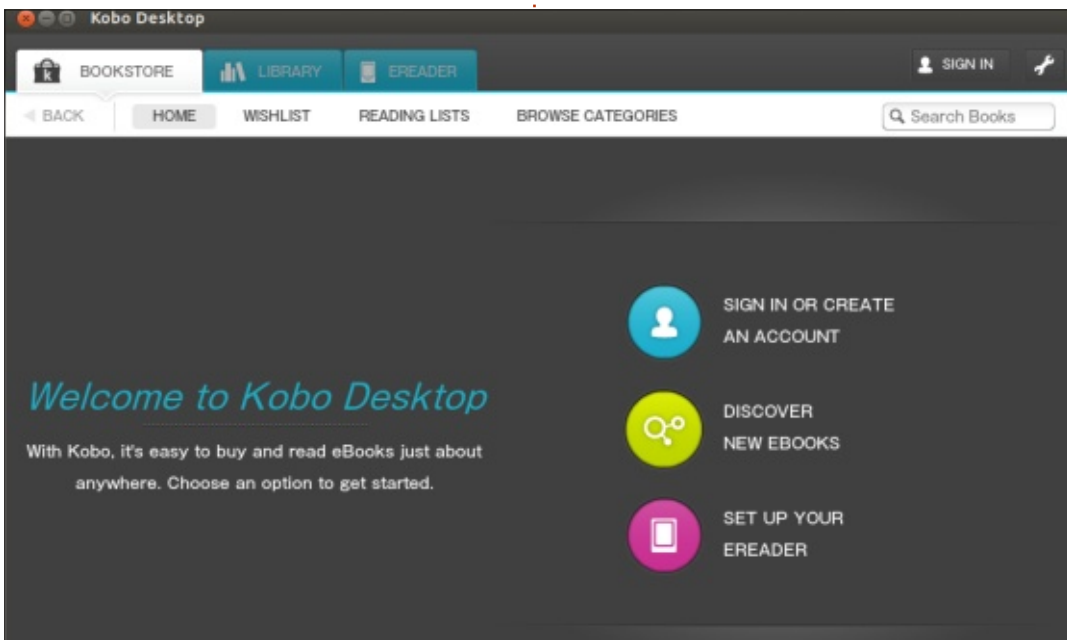 Kobo Desktop
BOOKSTORE LIBRARY EREADER SIGN IN
BACK HOME WISHLIST READING LISTS BROWSE CATEGORIES Search Books
Welcome to Kobo Desktop
With Kobo, it's easy to buy and read eBooks just about
anywhere. Choose an option to get started.
SIGN IN OR CREATE
AN ACCOUNT
DISCOVER
NEW EBOOKS
SET UP YOUR
EREADER